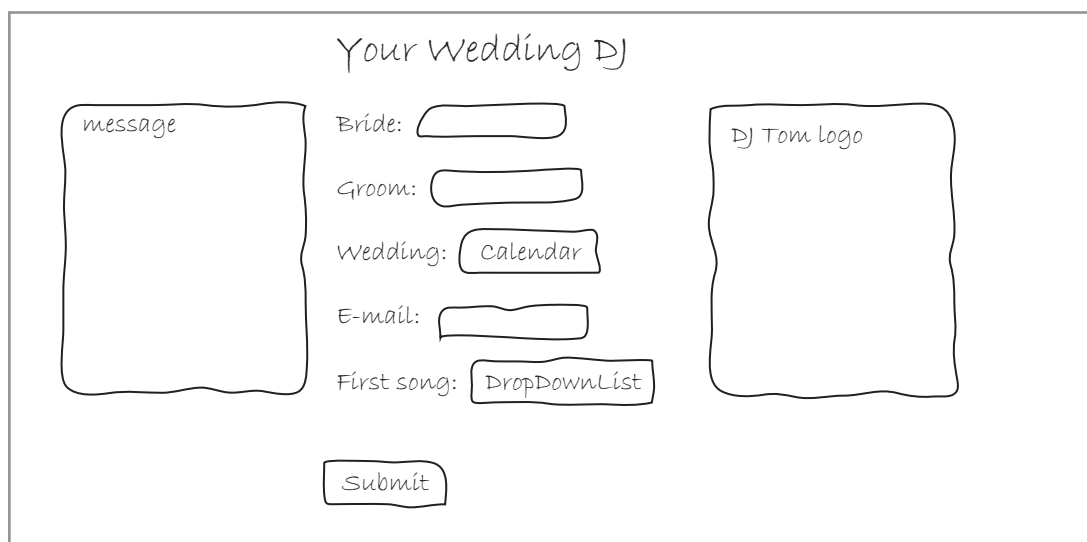 Your Wedding DJ
message
Bride:
Groom:
Wedding: Calendar
E-mail:
First song: DropDownList
Submit
DJ Tom logo